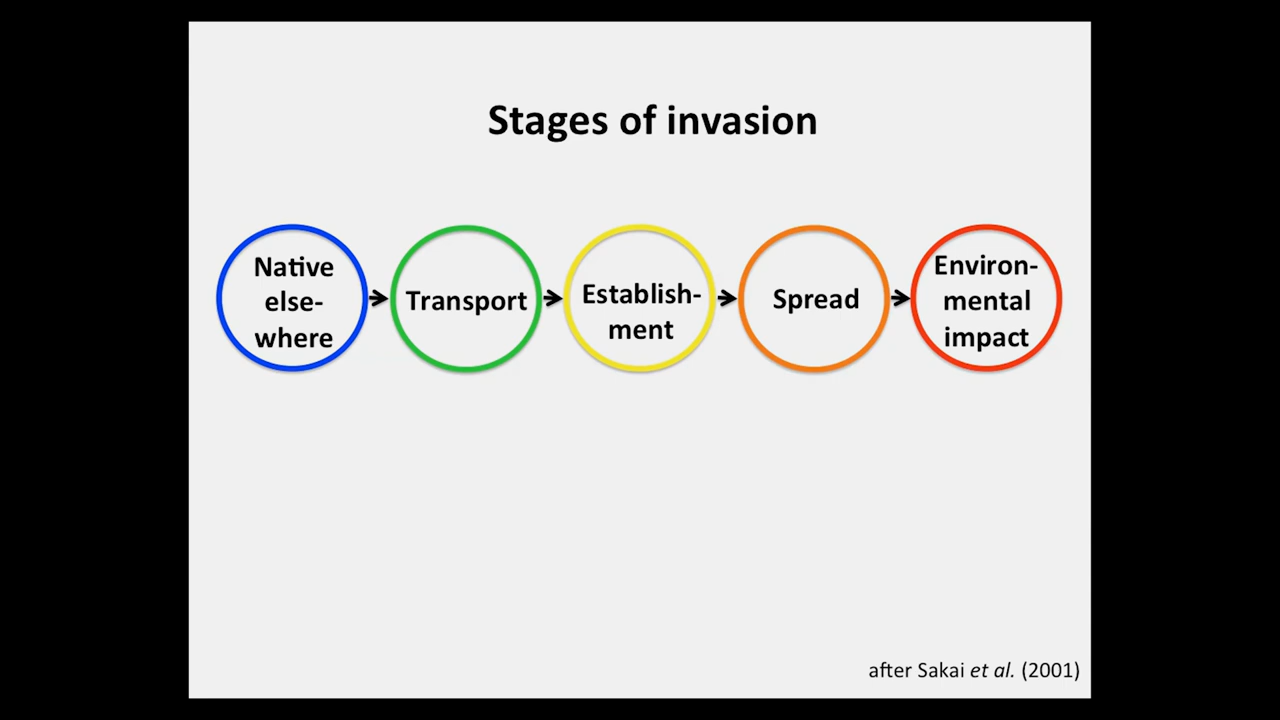 Stages of invasion
Native
else-
where
Transport
Establish-
ment
Spread
Environ-
mental
impact
after Sakai et al. (2001)